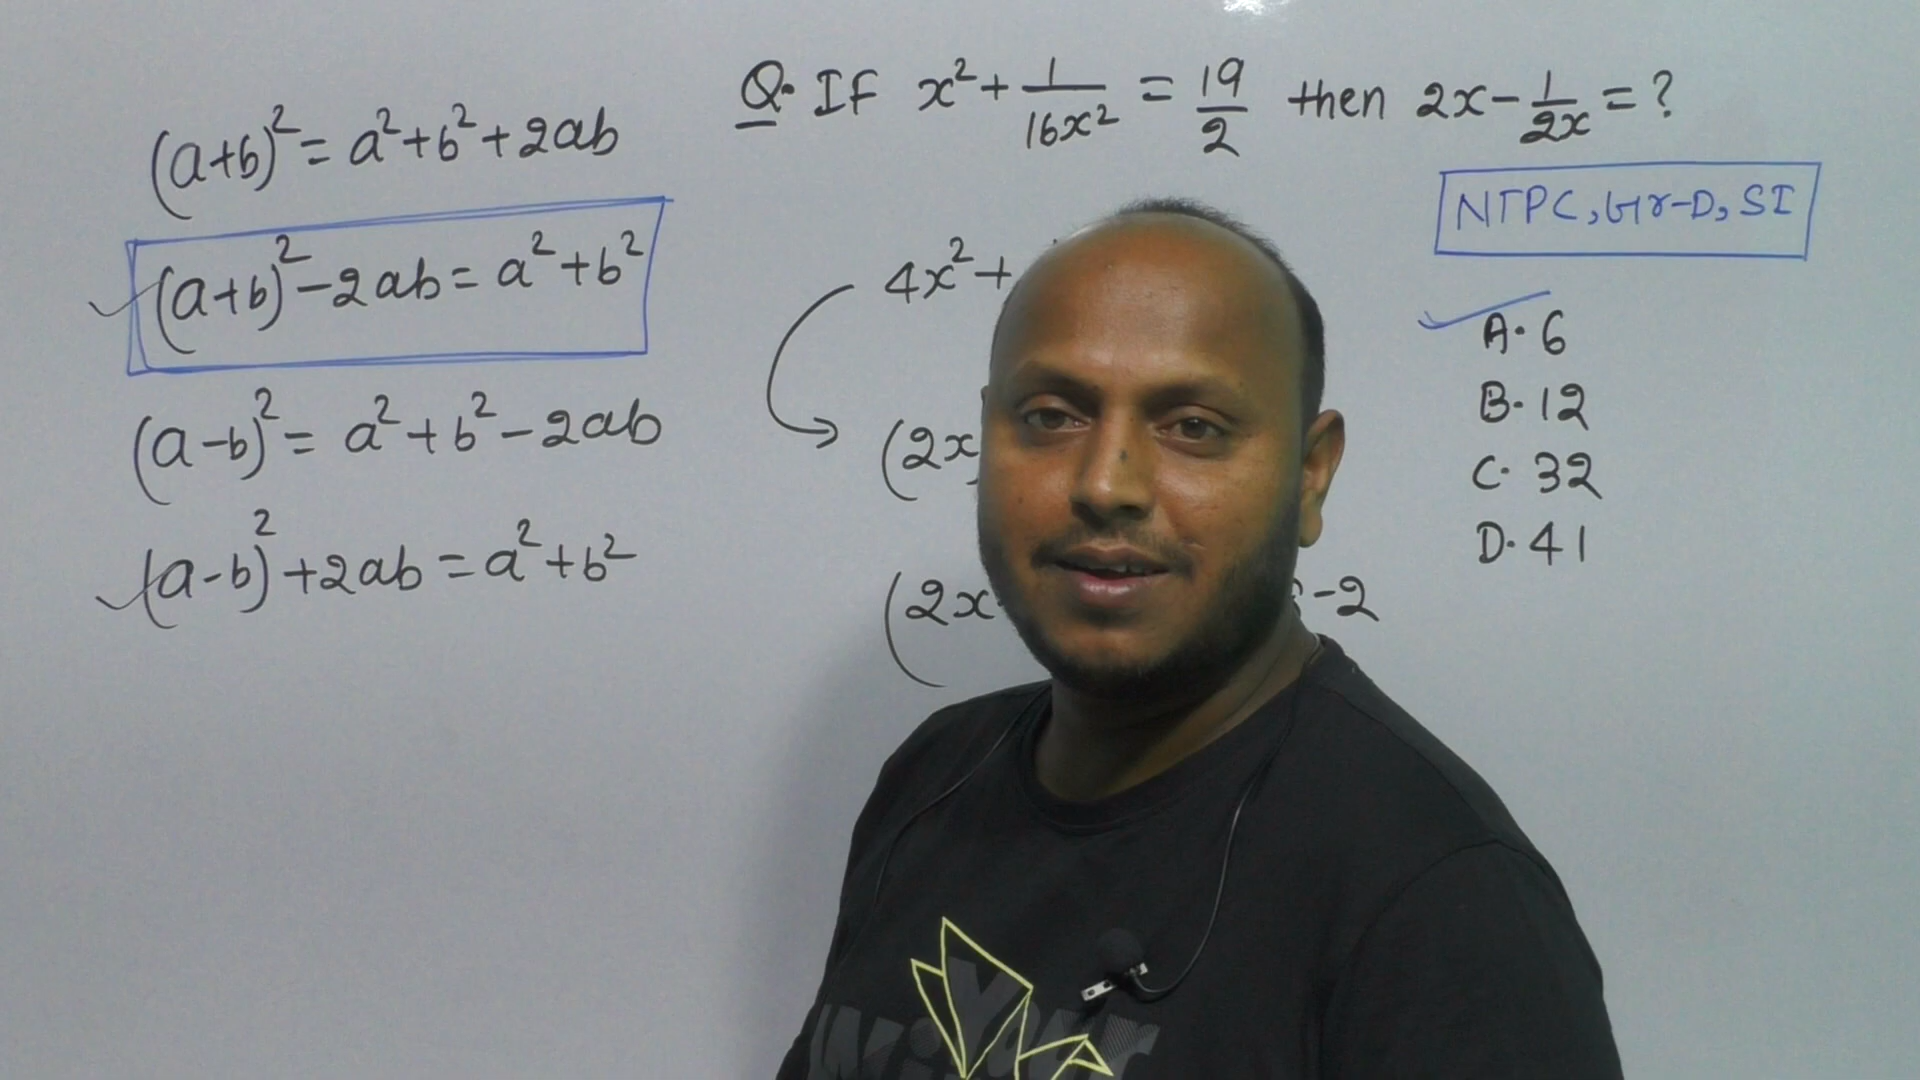 (a+b)² = a²+b²+2ab
(a+b)²-2ab = a²+b²
(a-b)² = a²+b²-2ab
(a-b)²+2ab = a²+b²
Q. IF x²+1/16x² = 19/2 then 2x-1/2x = ?
NTPC, Gr-D, SI
4x²+
(2x
(2x
-2
A. 6
B. 12
C. 32
D. 41
Your